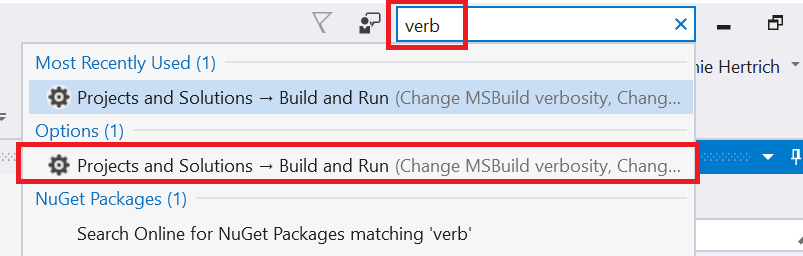 verb
Most Recently Used (1)
Projects and Solutions → Build and Run (Change MSBuild verbosity, Chang...
nie Hertrich
Options (1)
Projects and Solutions → Build and Run (Change MSBuild verbosity, Chang...
NuGet Packages (1)
Search Online for NuGet Packages matching 'verb'